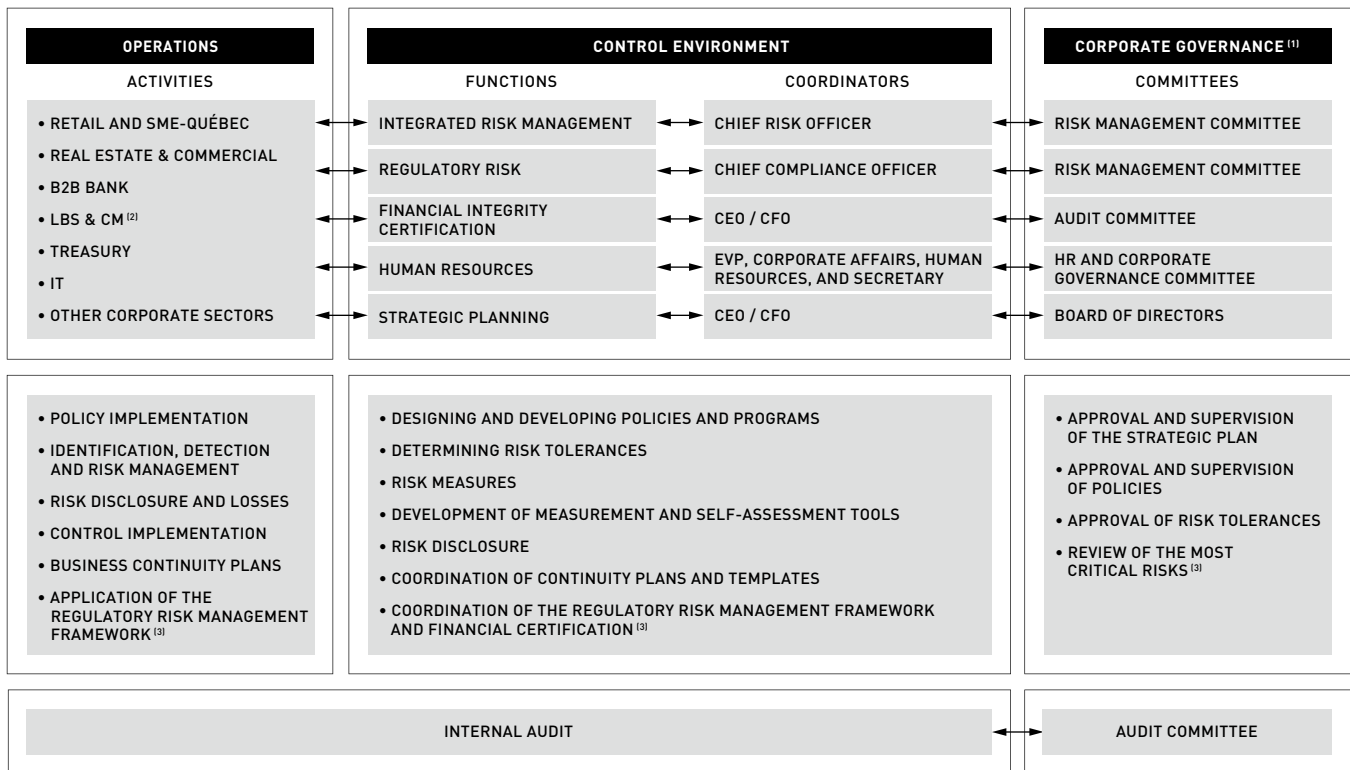 OPERATIONS
ACTIVITIES
• RETAIL AND SME-QUÉBEC
• REAL ESTATE & COMMERCIAL
• B2B BANK
• LBS & CM (2)
• TREASURY
• IT
• OTHER CORPORATE SECTORS
CONTROL ENVIRONMENT
FUNCTIONS
INTEGRATED RISK MANAGEMENT
REGULATORY RISK
FINANCIAL INTEGRITY
CERTIFICATION
HUMAN RESOURCES
STRATEGIC PLANNING
COORDINATORS
CHIEF RISK OFFICER
CHIEF COMPLIANCE OFFICER
CEO / CFO
EVP, CORPORATE AFFAIRS, HUMAN
RESOURCES, AND SECRETARY
CEO / CFO
CORPORATE GOVERNANCE (1)
COMMITTEES
RISK MANAGEMENT COMMITTEE
RISK MANAGEMENT COMMITTEE
AUDIT COMMITTEE
HR AND CORPORATE
GOVERNANCE COMMITTEE
BOARD OF DIRECTORS
• POLICY IMPLEMENTATION
• IDENTIFICATION, DETECTION
AND RISK MANAGEMENT
• RISK DISCLOSURE AND LOSSES
• CONTROL IMPLEMENTATION
• BUSINESS CONTINUITY PLANS
• APPLICATION OF THE
REGULATORY RISK MANAGEMENT
FRAMEWORK (3)
• DESIGNING AND DEVELOPING POLICIES AND PROGRAMS
• DETERMINING RISK TOLERANCES
• RISK MEASURES
• DEVELOPMENT OF MEASUREMENT AND SELF-ASSESSMENT TOOLS
• RISK DISCLOSURE
• COORDINATION OF CONTINUITY PLANS AND TEMPLATES
• COORDINATION OF THE REGULATORY RISK MANAGEMENT FRAMEWORK
AND FINANCIAL CERTIFICATION (3)
• APPROVAL AND SUPERVISION
OF THE STRATEGIC PLAN
• APPROVAL AND SUPERVISION
OF POLICIES
• APPROVAL OF RISK TOLERANCES
• REVIEW OF THE MOST
CRITICAL RISKS (3)
INTERNAL AUDIT
AUDIT COMMITTEE